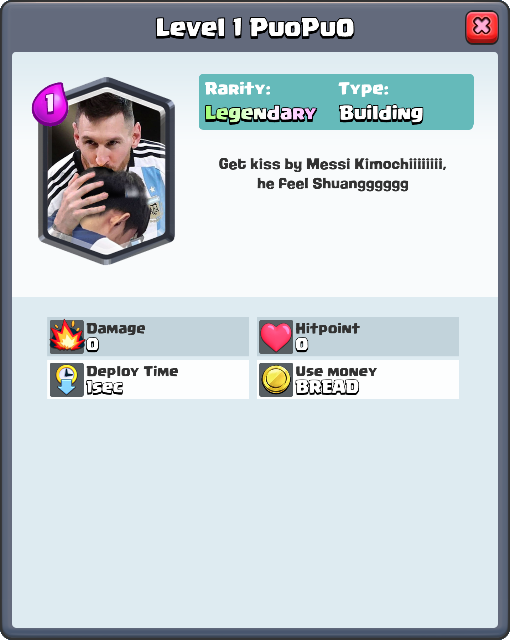 Level 1 PuoPuO
1
Rarity:
Type:
Legendary
Building
Get kiss by Messi Kimochiiiiiiii,
he feel Shuangggggg
Damage
0
Hitpoint
0
Deploy Time
1sec
Use money
BREAD